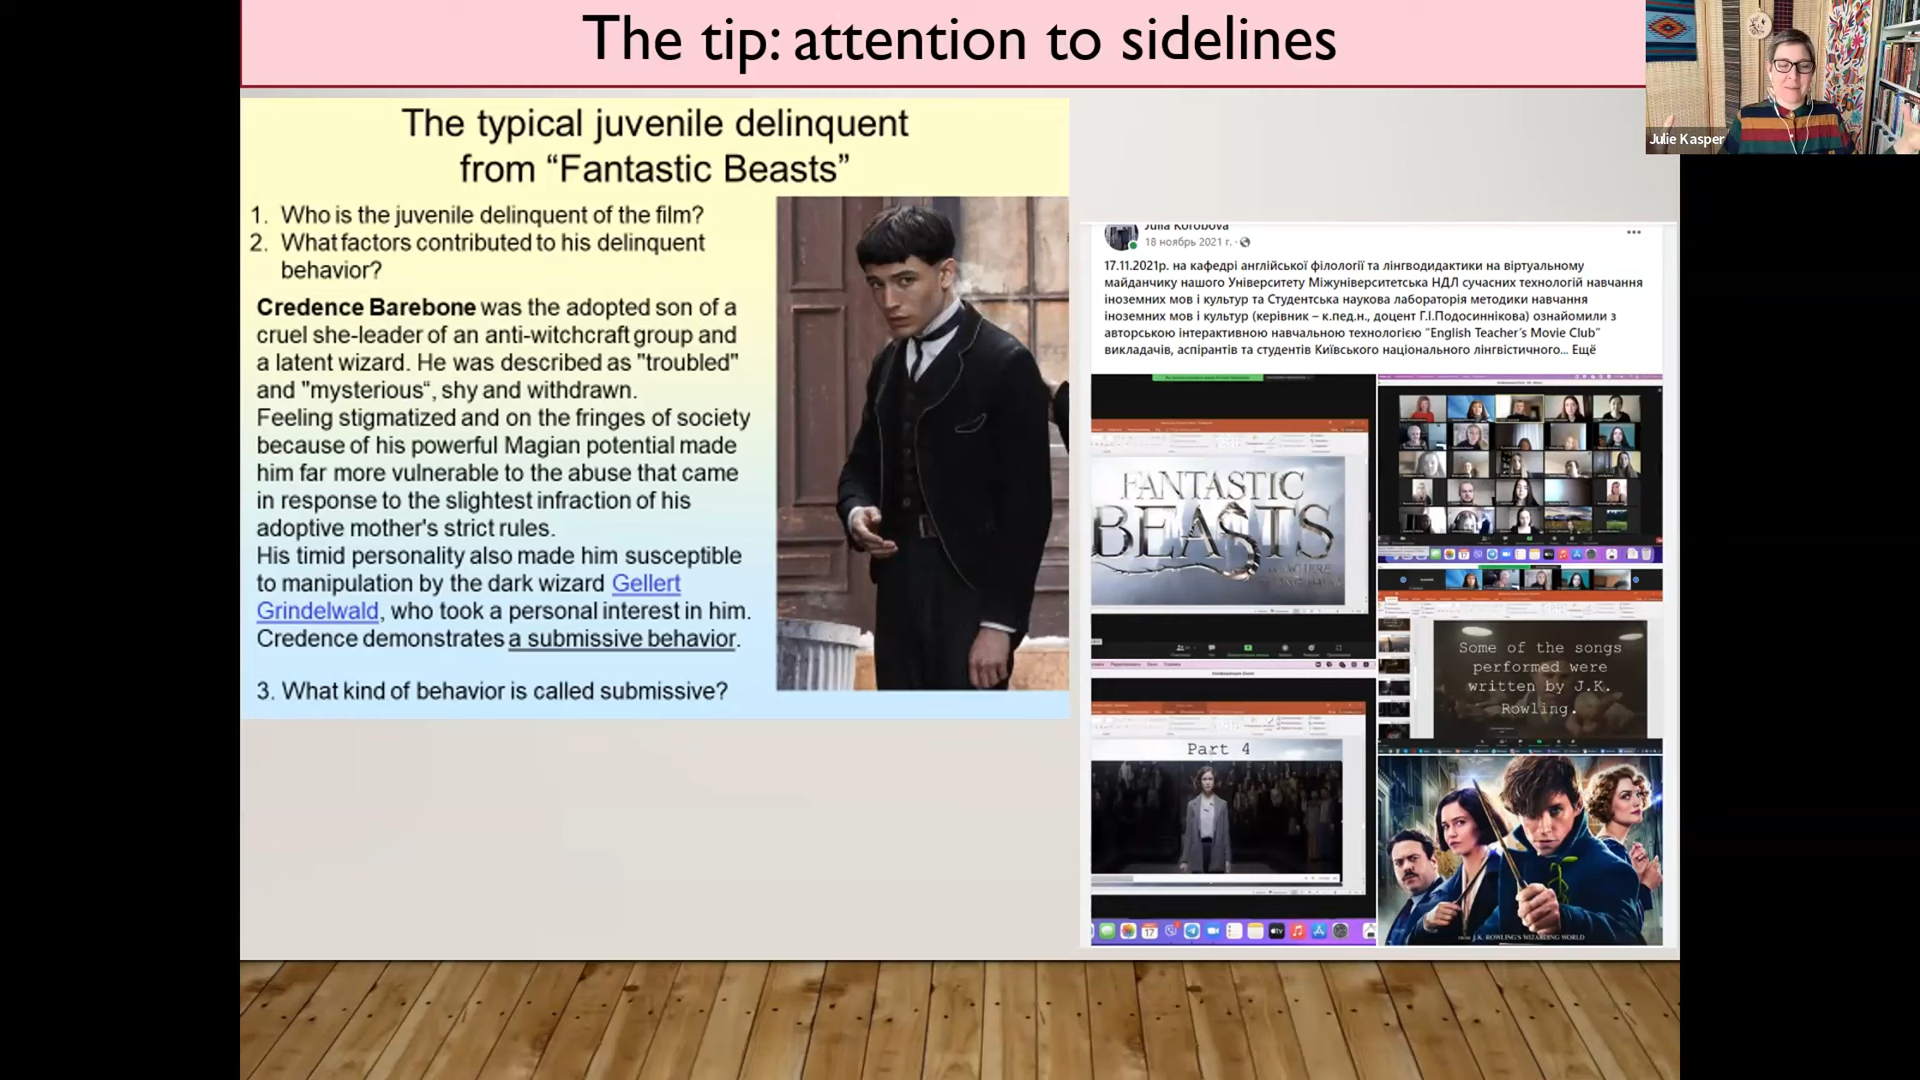 The tip: attention to sidelines
Julie Kasper
The typical juvenile delinquent
from “Fantastic Beasts”
1. Who is the juvenile delinquent of the film?
2. What factors contributed to his delinquent
behavior?
Credence Barebone was the adopted son of a
cruel she-leader of an anti-witchcraft group and
a latent wizard. He was described as "troubled"
and "mysterious“, shy and withdrawn.
Feeling stigmatized and on the fringes of society
because of his powerful Magian potential made
him far more vulnerable to the abuse that came
in response to the slightest infraction of his
adoptive mother's strict rules.
His timid personality also made him susceptible
to manipulation by the dark wizard Gellert
Grindelwald, who took a personal interest in him.
Credence demonstrates a submissive behavior.
3. What kind of behavior is called submissive?
Julia Korobova
18 ноябрь 2021 г. ·
17.11.2021р. на кафедрі англійської філології та лінгводидактики на віртуальному
майданчику нашого Університету Міжуніверситетська НДЛ сучасних технологій навчання
іноземних мов і культур та Студентська наукова лабораторія методики навчання
іноземних мов і культур (керівник – к.пед.н., доцент Г.І.Подосиннікова) ознайомили з
авторською інтерактивною навчальною технологією “English Teacher’s Movie Club”
викладачів, аспірантів та студентів Київського національного лінгвістичного... Ещё
FANTASTIC
BEASTS
Some of the songs
performed were
written by J.K.
Rowling.
Part 4
17
FROM J.K. ROWLING'S WIZARDING WORLD